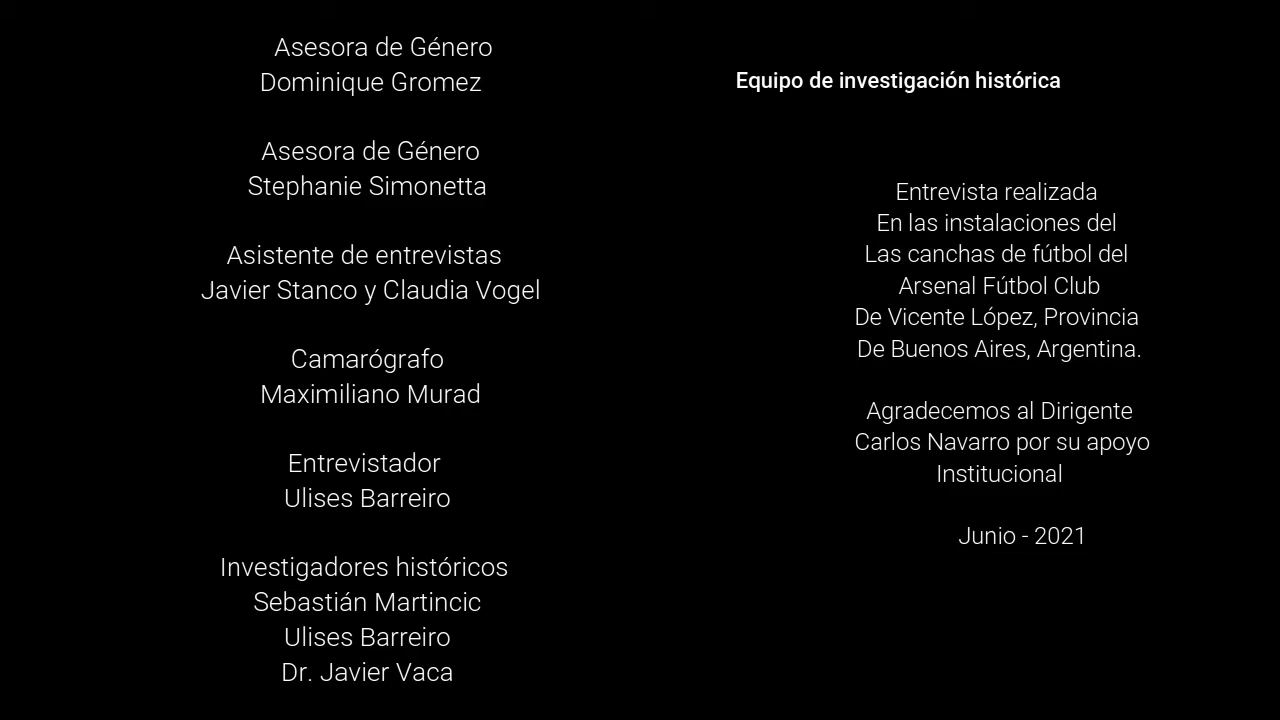 Asesora de Género
Dominique Gromez
Asesora de Género
Stephanie Simonetta
Asistente de entrevistas
Javier Stanco y Claudia Vogel
Camarógrafo
Maximiliano Murad
Entrevistador
Ulises Barreiro
Investigadores históricos
Sebastián Martincic
Ulises Barreiro
Dr. Javier Vaca
Equipo de investigación histórica
Entrevista realizada
En las instalaciones del
Las canchas de fútbol del
Arsenal Fútbol Club
De Vicente López, Provincia
De Buenos Aires, Argentina.
Agradecemos al Dirigente
Carlos Navarro por su apoyo
Institucional
Junio - 2021